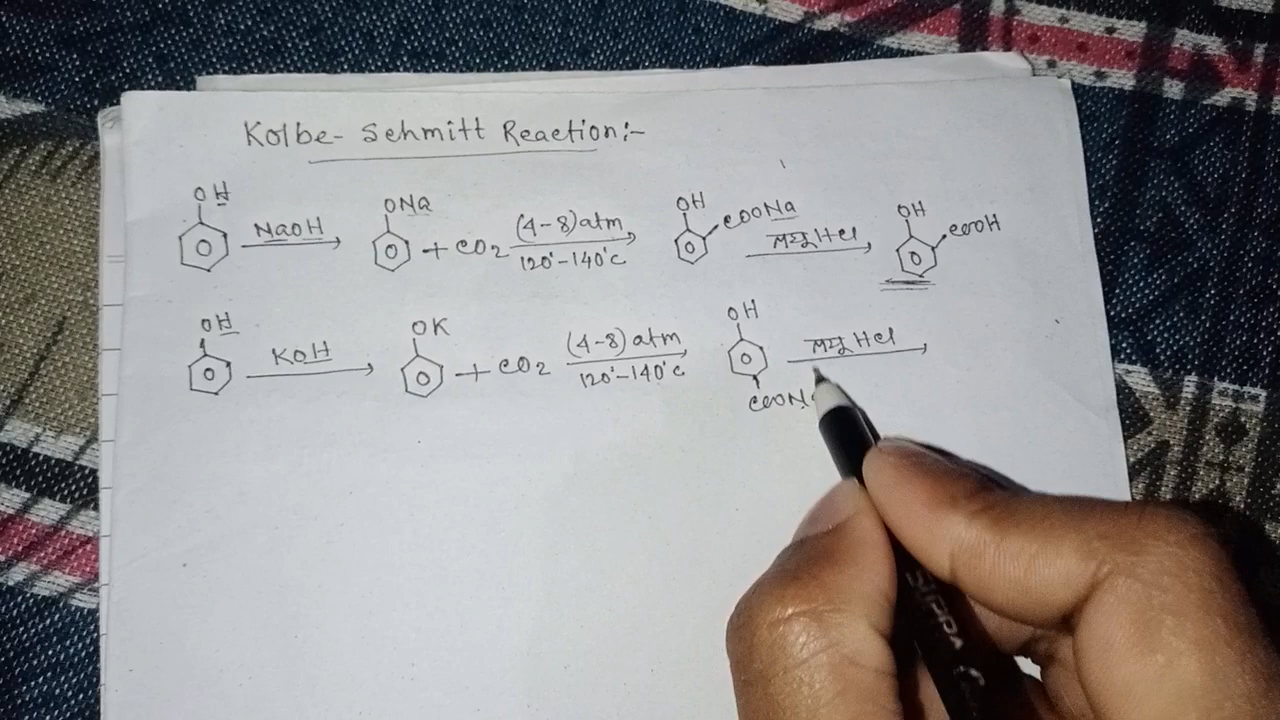 Kolbe-Schmitt Reaction:-
OH NaOH ONa + CO2 (4-8)atm 120°-140°C OH COONa লঘু HCl OH COOH
OH KOH OK + CO2 (4-8)atm 120°-140°C OH COON লঘু HCl